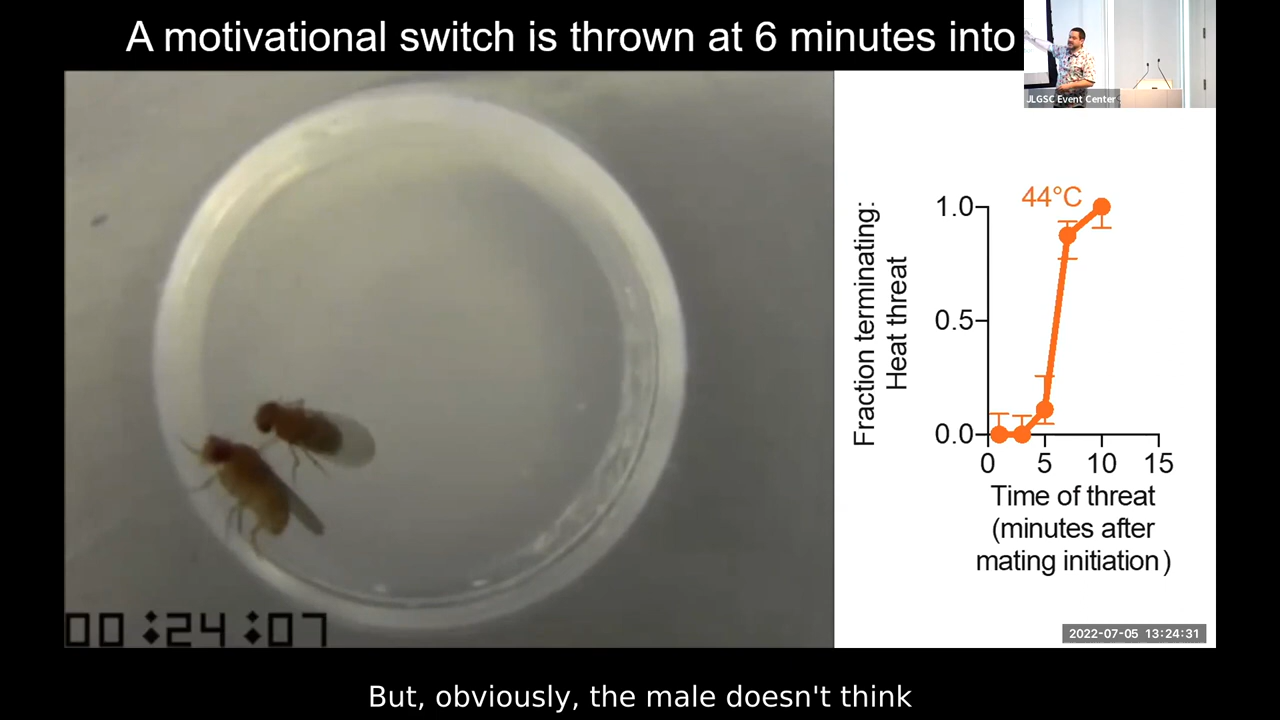 A motivational switch is thrown at 6 minutes into
JLGSC Event Center
44°C
Fraction terminating:
Heat threat
1.0
0.5
0.0
0 5 10 15
Time of threat
(minutes after
mating initiation)
00:24:07
2022-07-05 13:24:31
But, obviously, the male doesn't think